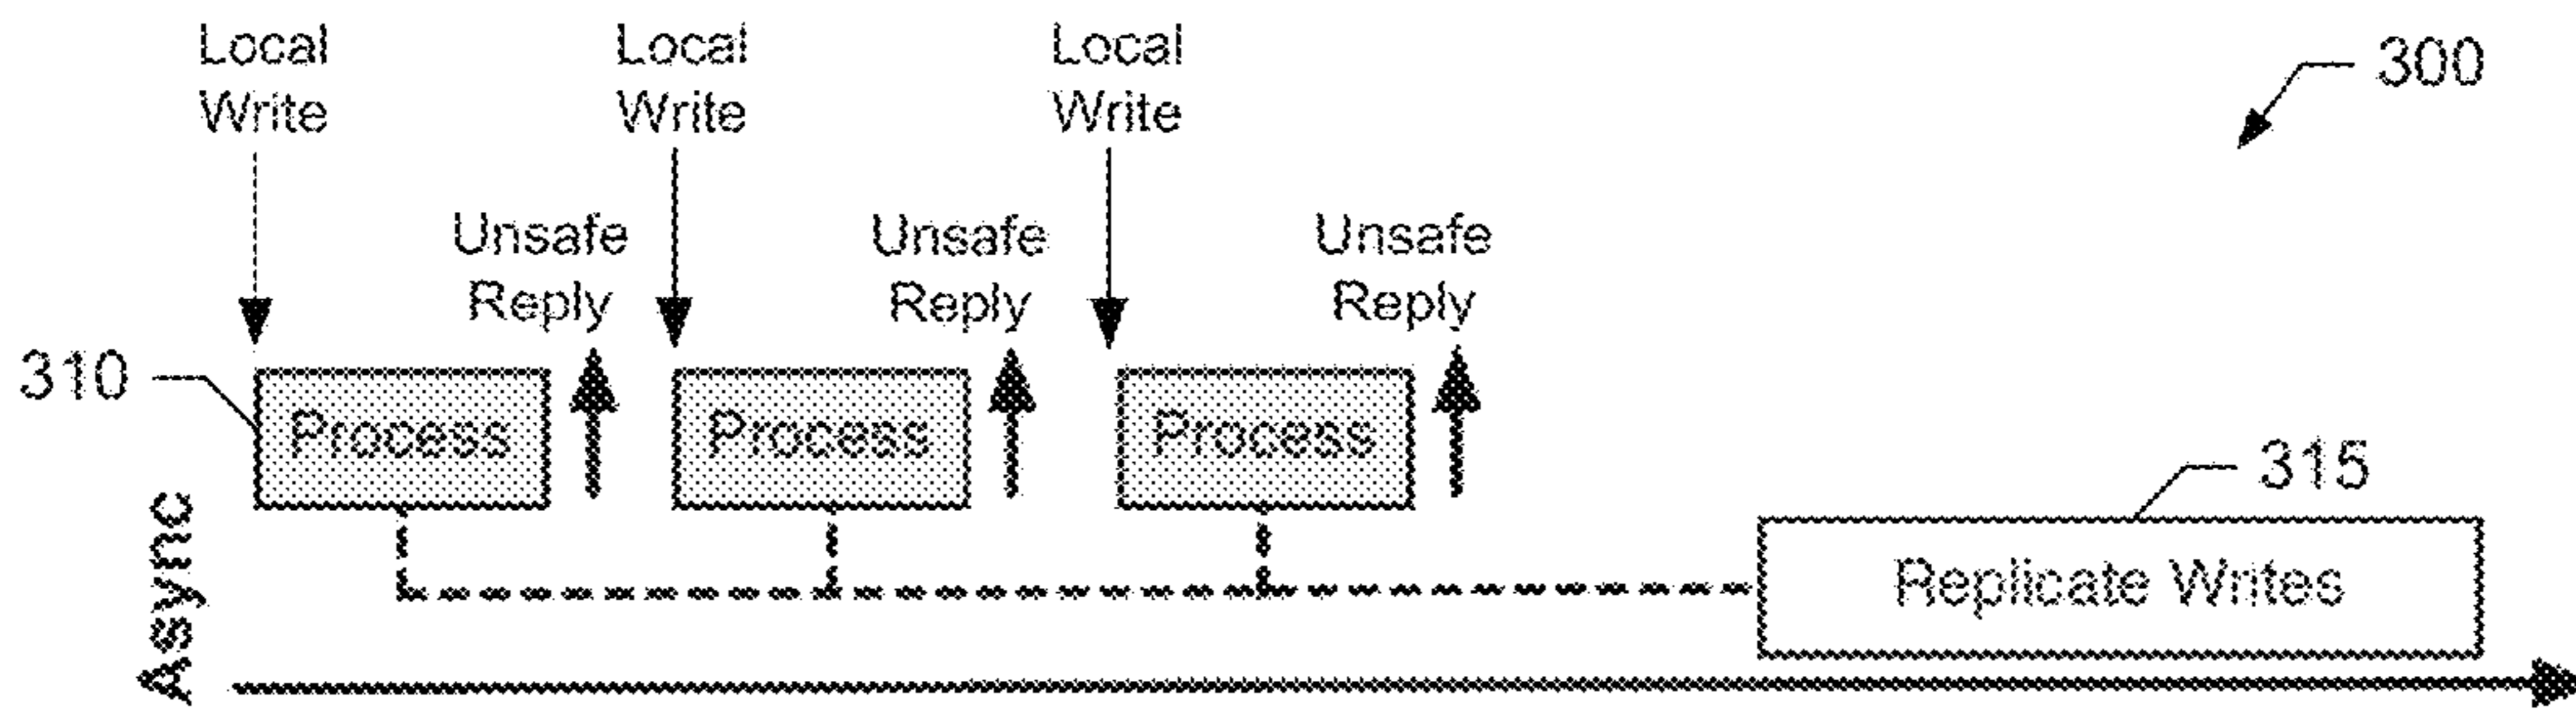 Local
Write
Local
Write
Local
Write
300
Unsafe
Reply
Unsafe
Reply
Unsafe
Reply
310
Process
Process
Process
315
Replicate Writes
Async